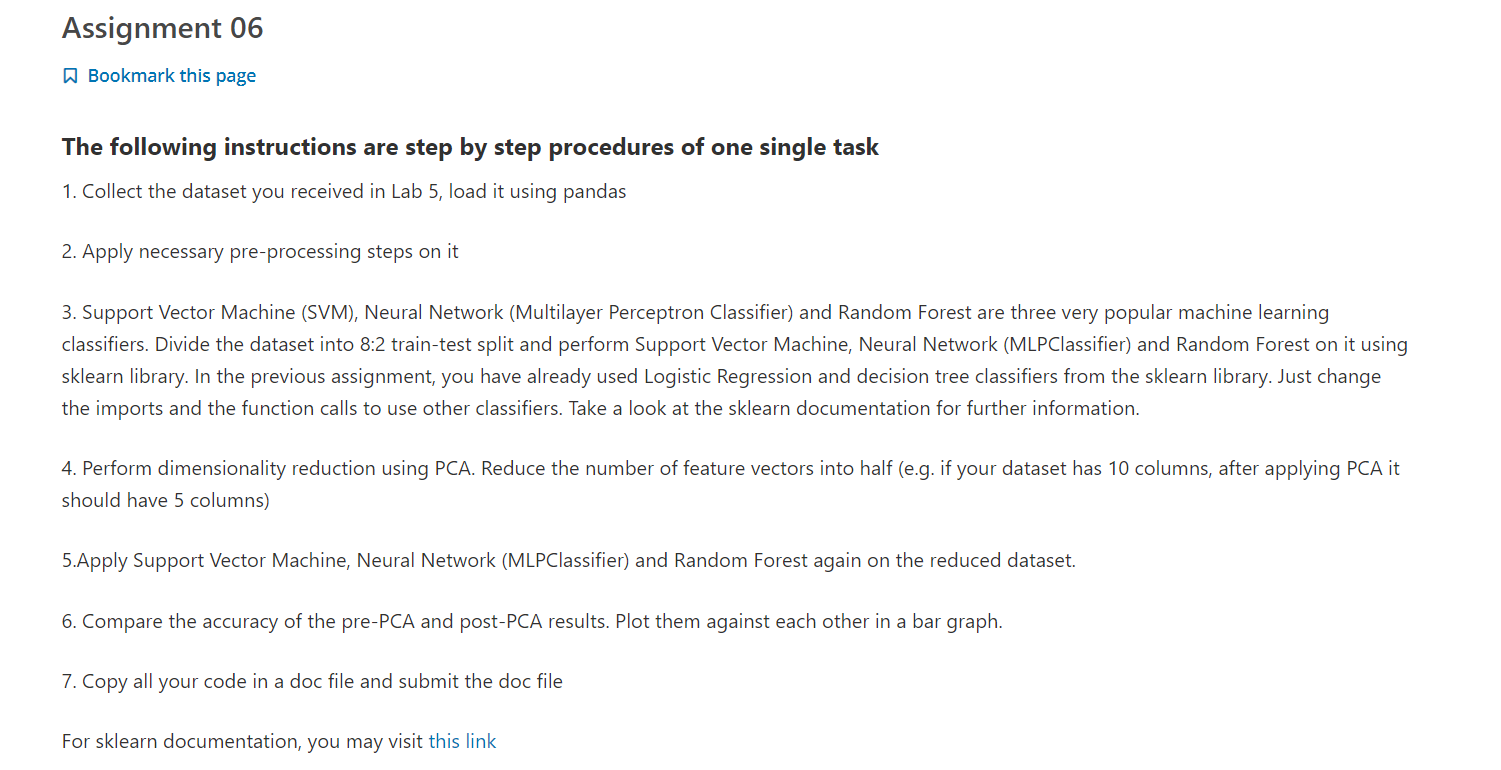 Assignment 06
Bookmark this page
The following instructions are step by step procedures of one single task
1. Collect the dataset you received in Lab 5, load it using pandas
2. Apply necessary pre-processing steps on it
3. Support Vector Machine (SVM), Neural Network (Multilayer Perceptron Classifier) and Random Forest are three very popular machine learning
classifiers. Divide the dataset into 8:2 train-test split and perform Support Vector Machine, Neural Network (MLPClassifier) and Random Forest on it using
sklearn library. In the previous assignment, you have already used Logistic Regression and decision tree classifiers from the sklearn library. Just change
the imports and the function calls to use other classifiers. Take a look at the sklearn documentation for further information.
4. Perform dimensionality reduction using PCA. Reduce the number of feature vectors into half (e.g. if your dataset has 10 columns, after applying PCA it
should have 5 columns)
5.Apply Support Vector Machine, Neural Network (MLPClassifier) and Random Forest again on the reduced dataset.
6. Compare the accuracy of the pre-PCA and post-PCA results. Plot them against each other in a bar graph.
7. Copy all your code in a doc file and submit the doc file
For sklearn documentation, you may visit this link